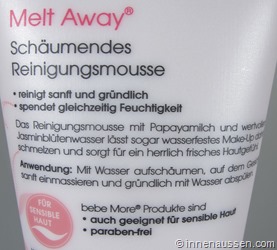 Melt Away®
Schäumendes
Reinigungsmousse
• reinigt sanft und gründlich
• spendet gleichzeitig Feuchtigkeit
Das Reinigungsmousse mit Papayamilch und
Jasminblütenwasser lässt sogar wasserfestes Make-Up
schmelzen und sorgt für ein herrlich frisches Hautgefühl.
Anwendung: Mit Wasser aufschäumen, auf dem
sanft einmassieren und gründlich mit Wasser abspülen.
bebe More® Produkte sind
• auch geeignet für sensible Haut
• paraben-frei
FÜR
SENSIBLE
HAUT
© innenaussen.com